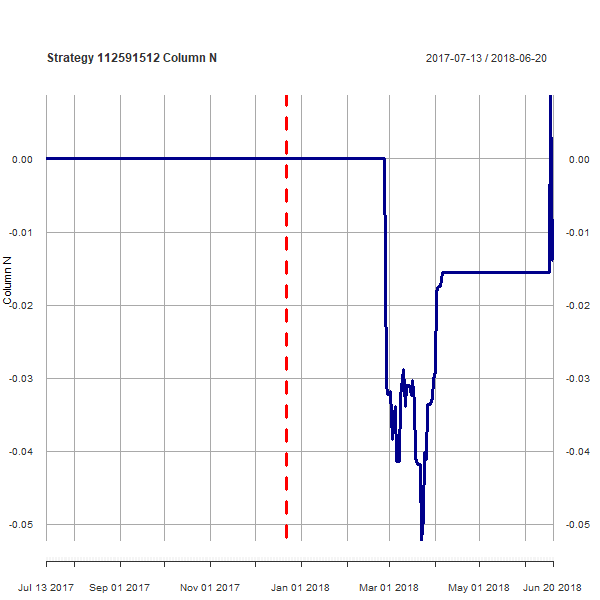 Strategy 112591512 Column N
2017-07-13 / 2018-06-20
0.00 0.00
-0.01 -0.01
Column N
-0.02 -0.02
-0.03 -0.03
-0.04 -0.04
-0.05 -0.05
Jul 13 2017 Sep 01 2017 Nov 01 2017 Jan 01 2018 Mar 01 2018 May 01 2018 Jun 20 2018